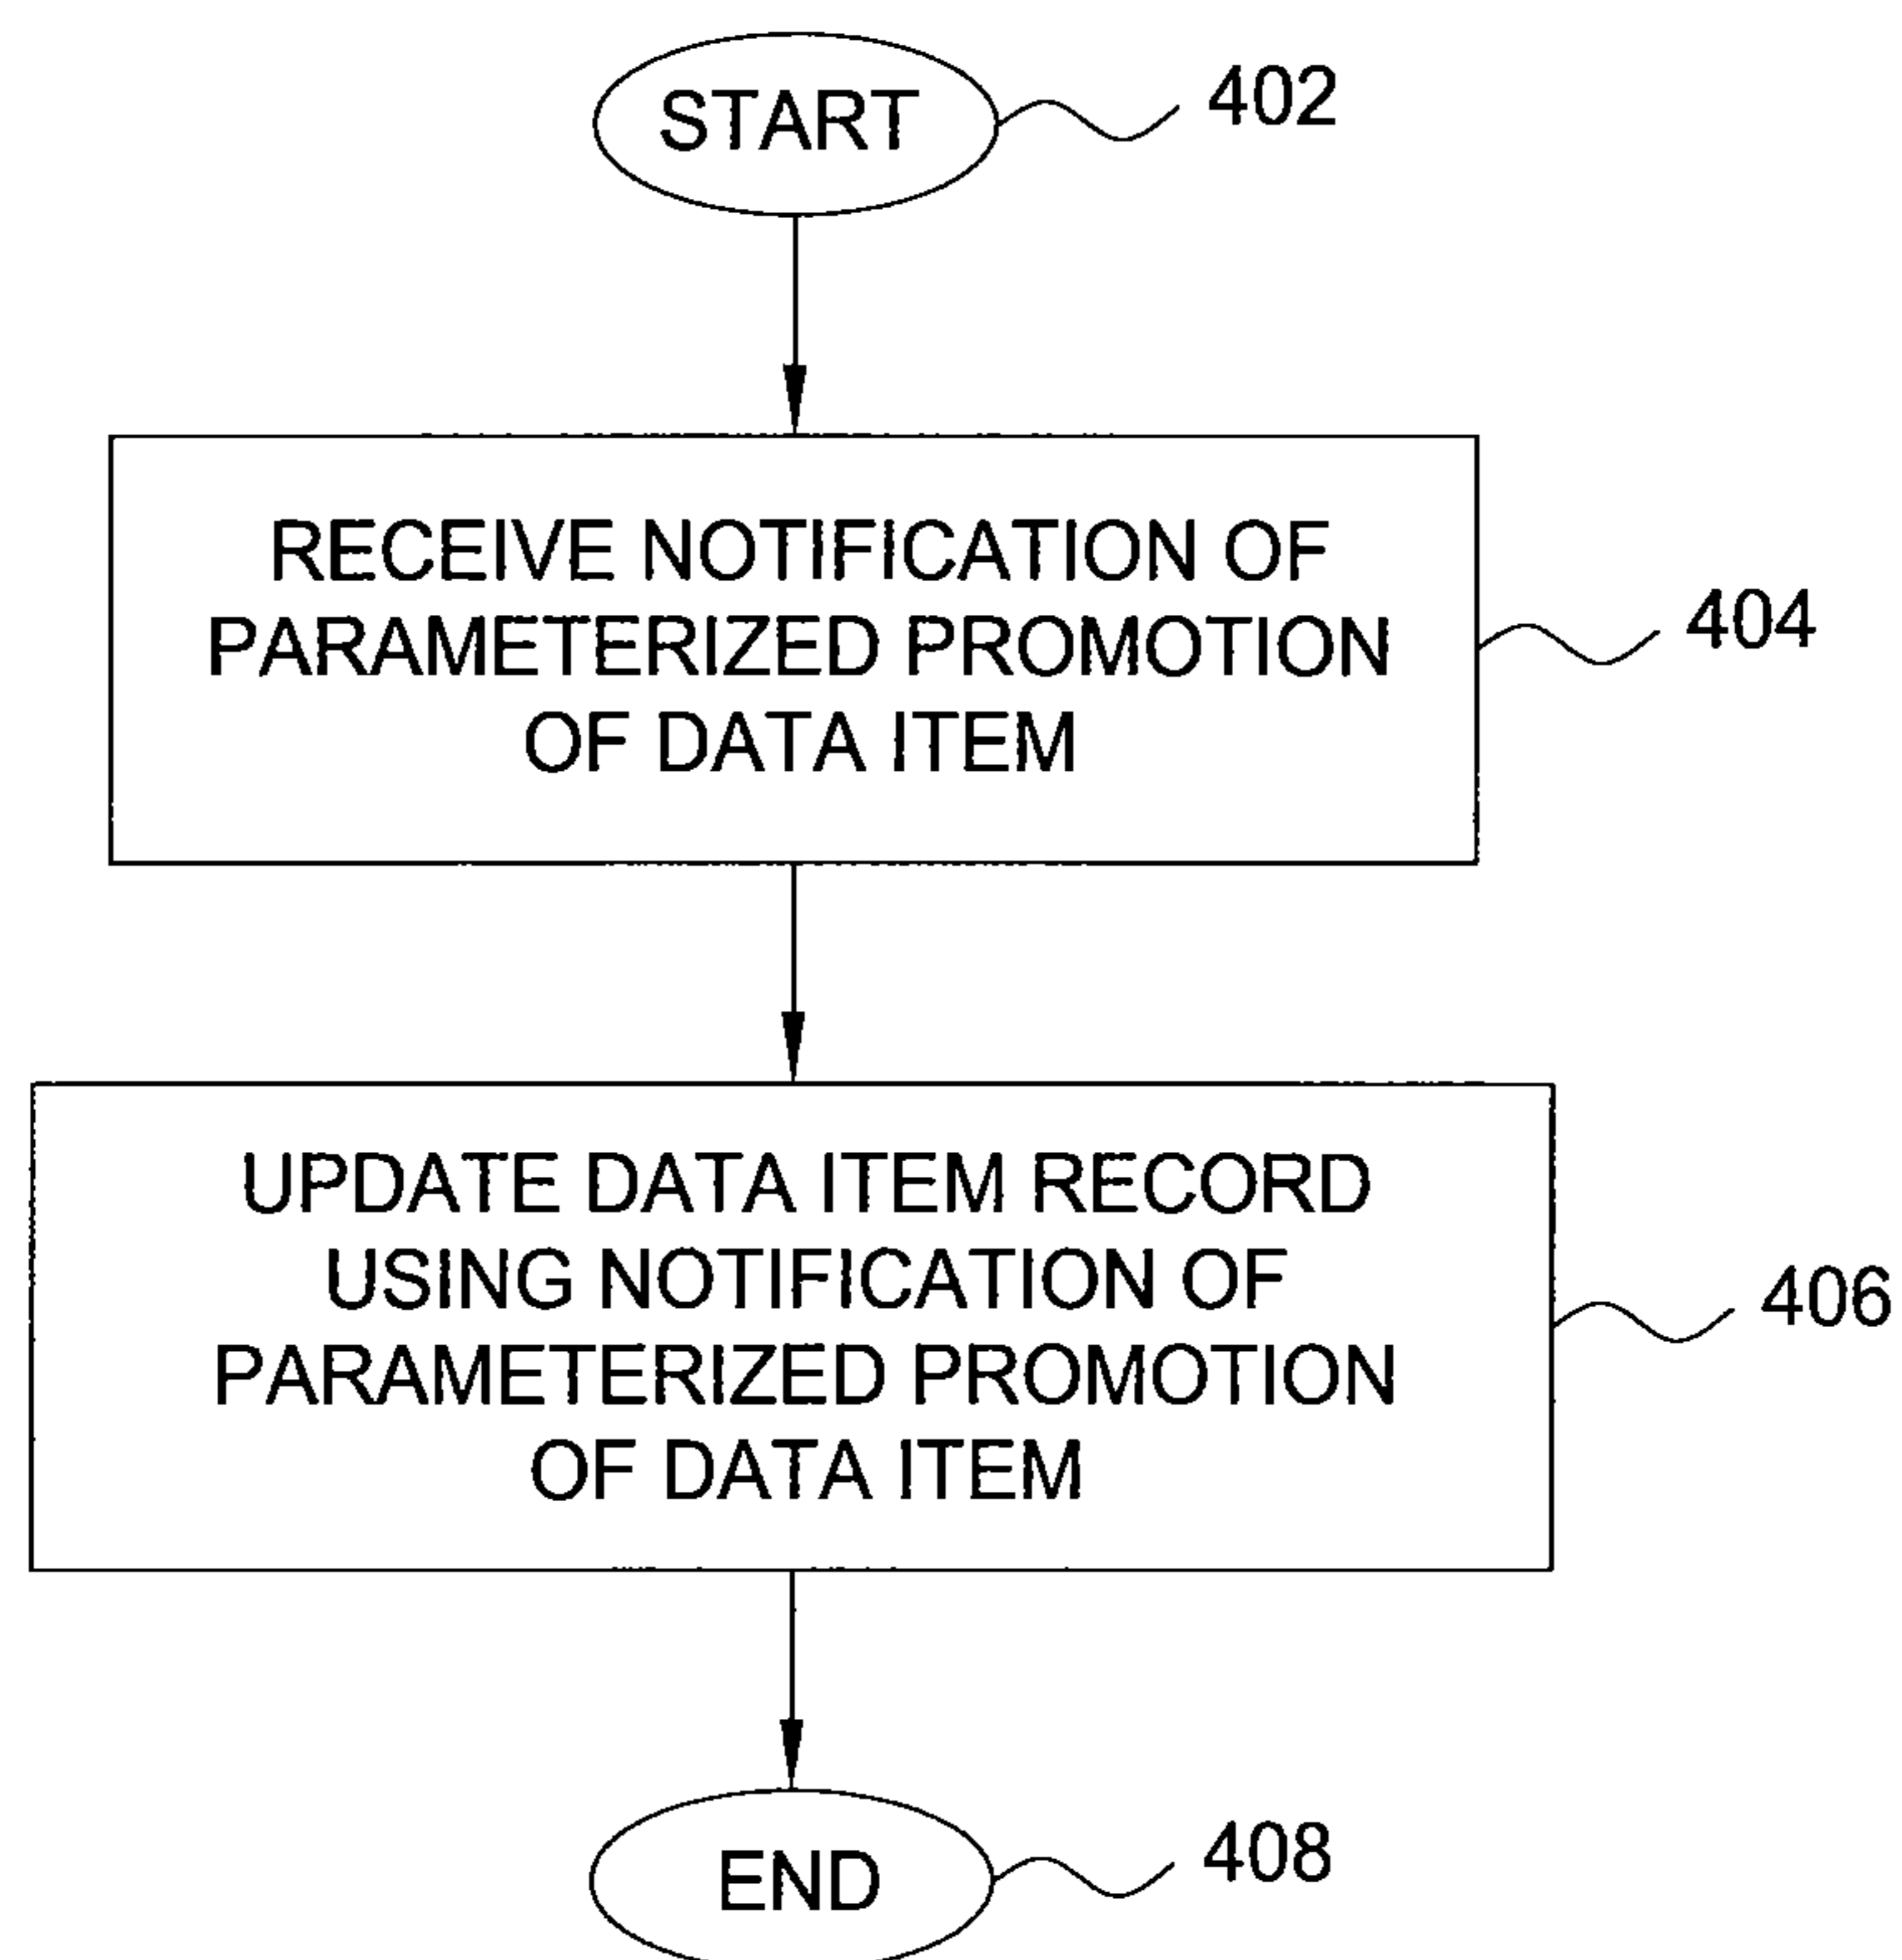 START
402
RECEIVE NOTIFICATION OF
PARAMETERIZED PROMOTION
OF DATA ITEM
404
UPDATE DATA ITEM RECORD
USING NOTIFICATION OF
PARAMETERIZED PROMOTION
OF DATA ITEM
406
END
408